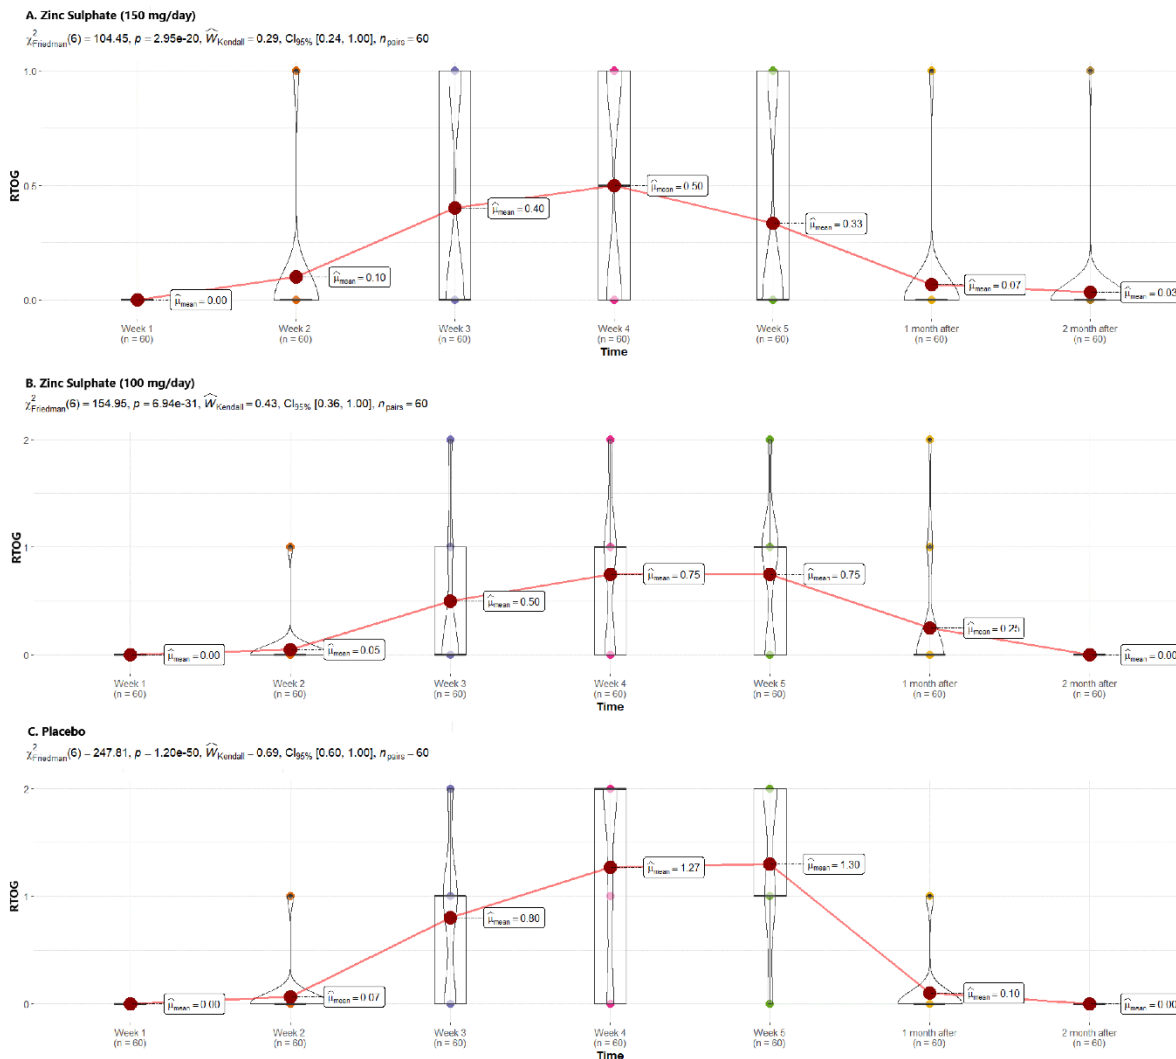 A. Zinc Sulphate (150 mg/day)
χ²Friedman(6) = 104.45, p = 2.95e-20, ŴKendall = 0.29, CI95% [0.24, 1.00], npairs = 60
RTOG
1.0
0.5
0.0
μ̂mean = 0.00
μ̂mean = 0.10
μ̂mean = 0.40
μ̂mean = 0.50
μ̂mean = 0.33
μ̂mean = 0.07
μ̂mean = 0.03
Week 1 Week 2 Week 3 Week 4 Week 5 1 month after 2 month after
(n = 60) (n = 60) (n = 60) (n = 60) (n = 60) (n = 60) (n = 60)
Time
B. Zinc Sulphate (100 mg/day)
χ²Friedman(6) = 154.95, p = 6.94e-31, ŴKendall = 0.43, CI95% [0.36, 1.00], npairs = 60
RTOG
2
1
0
μ̂mean = 0.00
μ̂mean = 0.05
μ̂mean = 0.50
μ̂mean = 0.75
μ̂mean = 0.75
μ̂mean = 0.25
μ̂mean = 0.00
Week 1 Week 2 Week 3 Week 4 Week 5 1 month after 2 month after
(n = 60) (n = 60) (n = 60) (n = 60) (n = 60) (n = 60) (n = 60)
Time
C. Placebo
χ²Friedman(6) = 247.81, p = 1.20e-50, ŴKendall = 0.69, CI95% [0.60, 1.00], npairs = 60
RTOG
2
1
0
μ̂mean = 0.00
μ̂mean = 0.07
μ̂mean = 0.80
μ̂mean = 1.27
μ̂mean = 1.30
μ̂mean = 0.10
μ̂mean = 0.00
Week 1 Week 2 Week 3 Week 4 Week 5 1 month after 2 month after
(n = 60) (n = 60) (n = 60) (n = 60) (n = 60) (n = 60) (n = 60)
Time